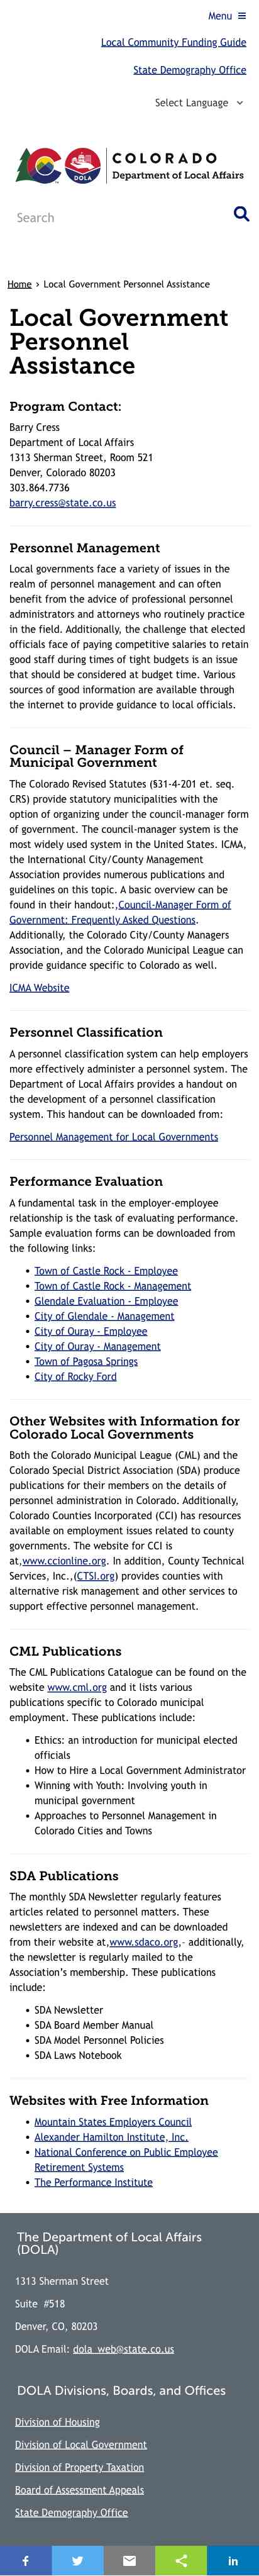 Menu ≡
Local Community Funding Guide
State Demography Office
Select Language
COLORADO
Department of Local Affairs
CO
DOLA
Search
Home › Local Government Personnel Assistance
Local Government
Personnel
Assistance
Program Contact:
Barry Cress
Department of Local Affairs
1313 Sherman Street, Room 521
Denver, Colorado 80203
303.864.7736
barry.cress@state.co.us
Personnel Management
Local governments face a variety of issues in the
realm of personnel management and can often
benefit from the advice of professional personnel
administrators and attorneys who routinely practice
in the field. Additionally, the challenge that elected
officials face of paying competitive salaries to retain
good staff during times of tight budgets is an issue
that should be considered at budget time. Various
sources of good information are available through
the internet to provide guidance to local officials.
Council – Manager Form of
Municipal Government
The Colorado Revised Statutes (§31-4-201 et. seq.
CRS) provide statutory municipalities with the
option of organizing under the council-manager form
of government. The council-manager system is the
most widely used system in the United States. ICMA,
the International City/County Management
Association provides numerous publications and
guidelines on this topic. A basic overview can be
found in their handout:,Council-Manager Form of
Government: Frequently Asked Questions.
Additionally, the Colorado City/County Managers
Association, and the Colorado Municipal League can
provide guidance specific to Colorado as well.
ICMA Website
Personnel Classification
A personnel classification system can help employers
more effectively administer a personnel system. The
Department of Local Affairs provides a handout on
the development of a personnel classification
system. This handout can be downloaded from:
Personnel Management for Local Governments
Performance Evaluation
A fundamental task in the employer-employee
relationship is the task of evaluating performance.
Sample evaluation forms can be downloaded from
the following links:
• Town of Castle Rock - Employee
• Town of Castle Rock - Management
• Glendale Evaluation - Employee
• City of Glendale - Management
• City of Ouray - Employee
• City of Ouray - Management
• Town of Pagosa Springs
• City of Rocky Ford
Other Websites with Information for
Colorado Local Governments
Both the Colorado Municipal League (CML) and the
Colorado Special District Association (SDA) produce
publications for their members on the details of
personnel administration in Colorado. Additionally,
Colorado Counties Incorporated (CCI) has resources
available on employment issues related to county
governments. The website for CCI is
at,www.ccionline.org. In addition, County Technical
Services, Inc.,(CTSI.org) provides counties with
alternative risk management and other services to
support effective personnel management.
CML Publications
The CML Publications Catalogue can be found on the
website www.cml.org and it lists various
publications specific to Colorado municipal
employment. These publications include:
• Ethics: an introduction for municipal elected
officials
• How to Hire a Local Government Administrator
• Winning with Youth: Involving youth in
municipal government
• Approaches to Personnel Management in
Colorado Cities and Towns
SDA Publications
The monthly SDA Newsletter regularly features
articles related to personnel matters. These
newsletters are indexed and can be downloaded
from their website at,www.sdaco.org,- additionally,
the newsletter is regularly mailed to the
Association's membership. These publications
include:
• SDA Newsletter
• SDA Board Member Manual
• SDA Model Personnel Policies
• SDA Laws Notebook
Websites with Free Information
• Mountain States Employers Council
• Alexander Hamilton Institute, Inc.
• National Conference on Public Employee
Retirement Systems
• The Performance Institute
The Department of Local Affairs
(DOLA)
1313 Sherman Street
Suite #518
Denver, CO, 80203
DOLA Email: dola_web@state.co.us
DOLA Divisions, Boards, and Offices
Division of Housing
Division of Local Government
Division of Property Taxation
Board of Assessment Appeals
State Demography Office